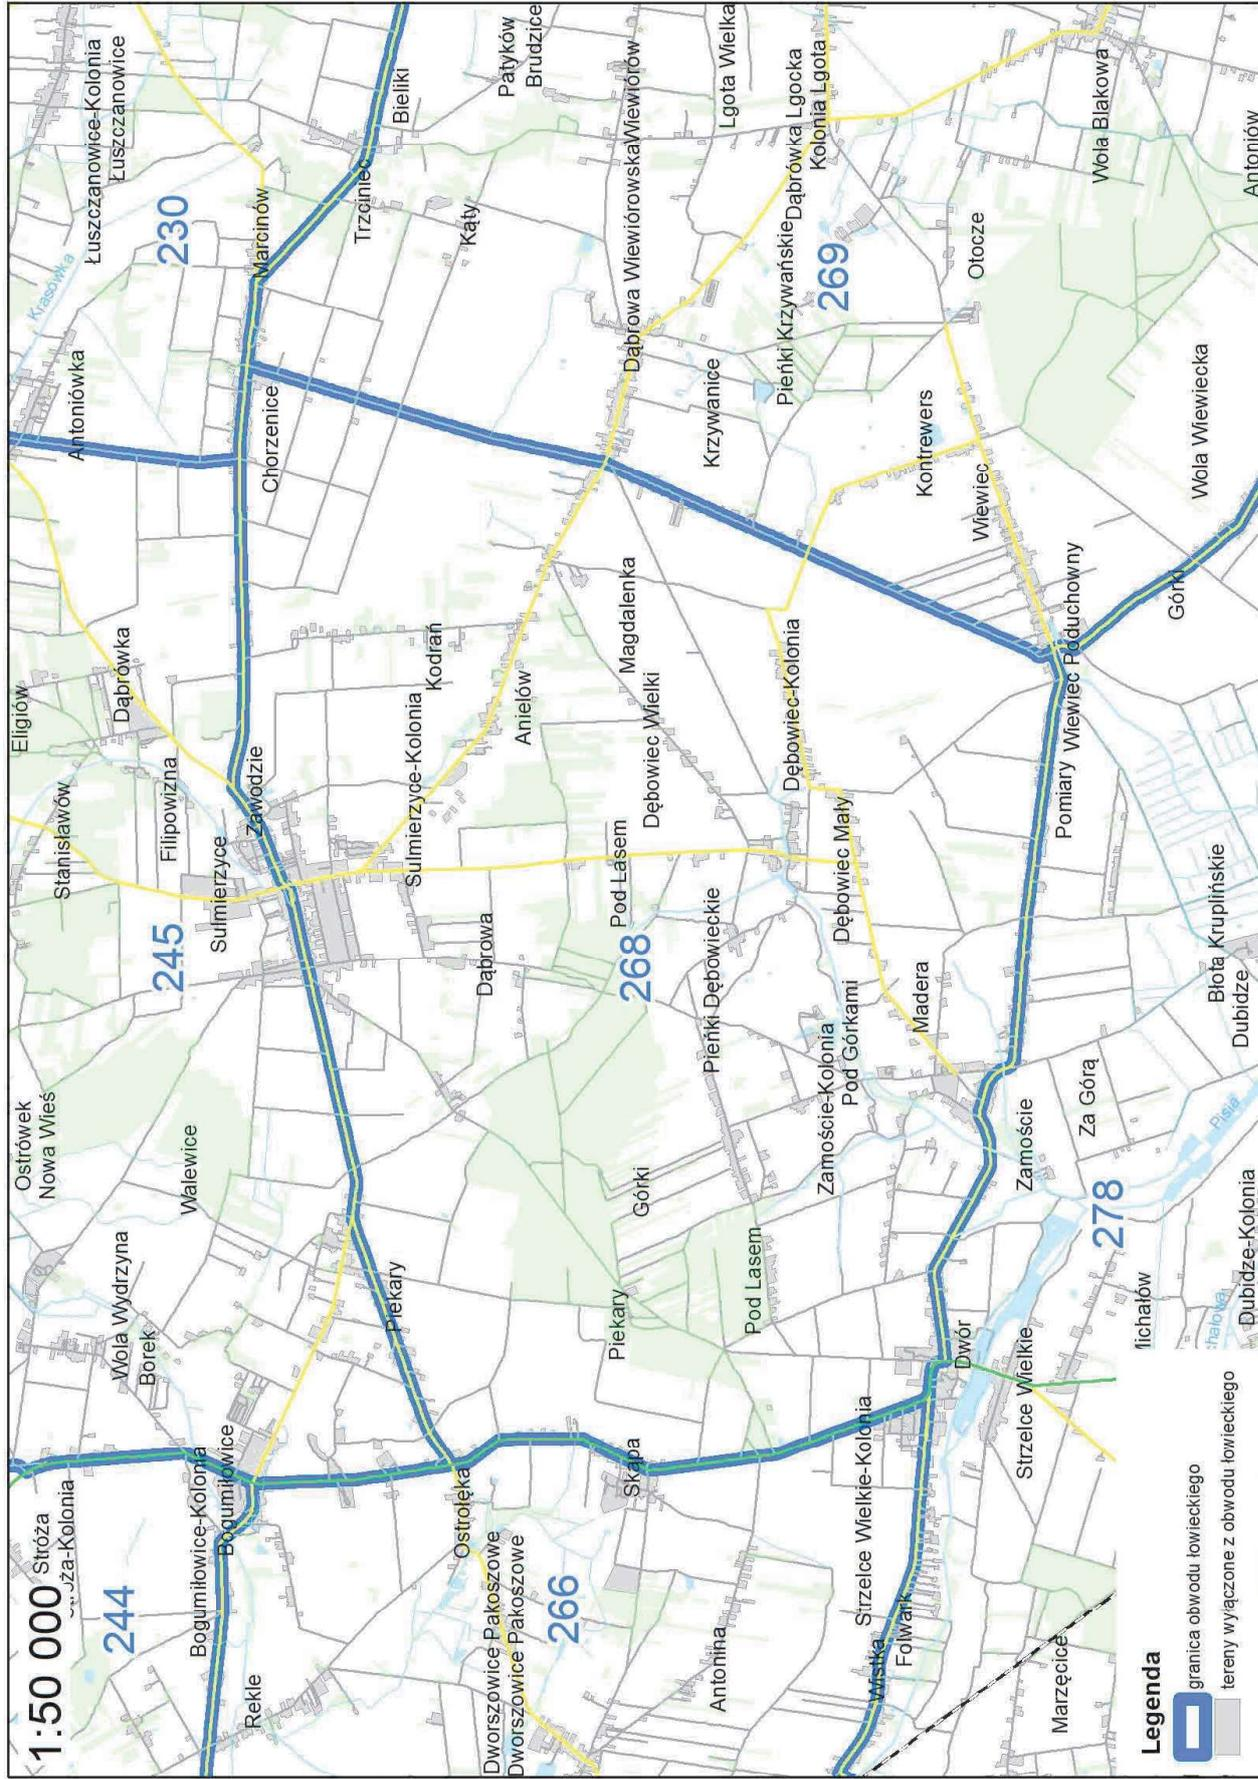 1:50 000
Stróża
Stróża-Kolonia
Ostrówek
Nowa Wieś
Stanisławów
Eligiów
Antoniówka
Krasówka
Łuszczanowice-Kolonia
Łuszczanowice
244
Wola Wydrzyna
Borek
Dąbrówka
245
Filipowizna
230
Walewice
Bogumiłowice-Kolonia
Bogumiłowice
Sulmierzyce
Rekle
Zawodzie
Chorzenice
Marcinów
Trzciniec
Piekary
Bieliki
Sulmierzyce-Kolonia
Kodrań
Kąty
Ostrołęka
Dąbrowa
Dworszowice Pakoszowe
Dworszowice Pakoszowe
Anielów
Patyków
Brudzice
266
Skąpa
Piekary
Górki
268
Pod Lasem
Magdalenka
Dębowiec Wielki
Dąbrowa Wiewiórowska
Wiewiórów
Antonina
Pieńki Dębowieckie
Krzywanice
Lgota Wielka
Pod Lasem
Dębowiec-Kolonia
Pieńki Krzywańskie
Dąbrówka Lgocka
Kolonia Lgota
269
Zamoście-Kolonia
Pod Górkami
Dębowiec Mały
Strzelce Wielkie-Kolonia
Wistka
Folwark
Madera
Kontrewers
Dwór
Wiewiec
Otocze
Strzelce Wielkie
Zamoście
Marzęcice
Za Górą
Pomiary Wiewiec Poduchowny
Wola Blakowa
278
Michałów
Górki
Wola Wiewiecka
Pisia
Błota Kruplińskie
Dubidze
Dubidze-Kolonia
Antoniów
Legenda
granica obwodu łowieckiego
tereny wyłączone z obwodu łowieckiego